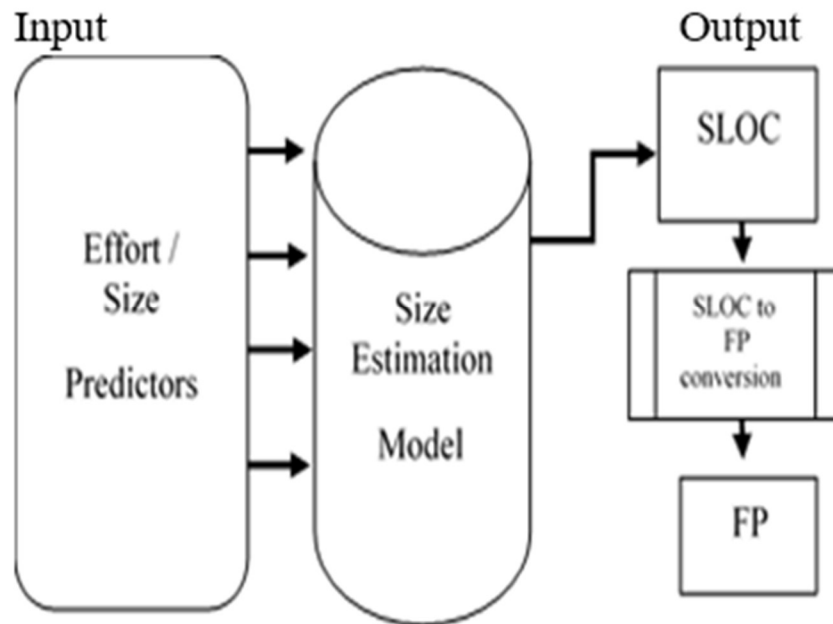 Input
Effort /
Size
Predictors
Size
Estimation
Model
Output
SLOC
SLOC to
FP
conversion
FP